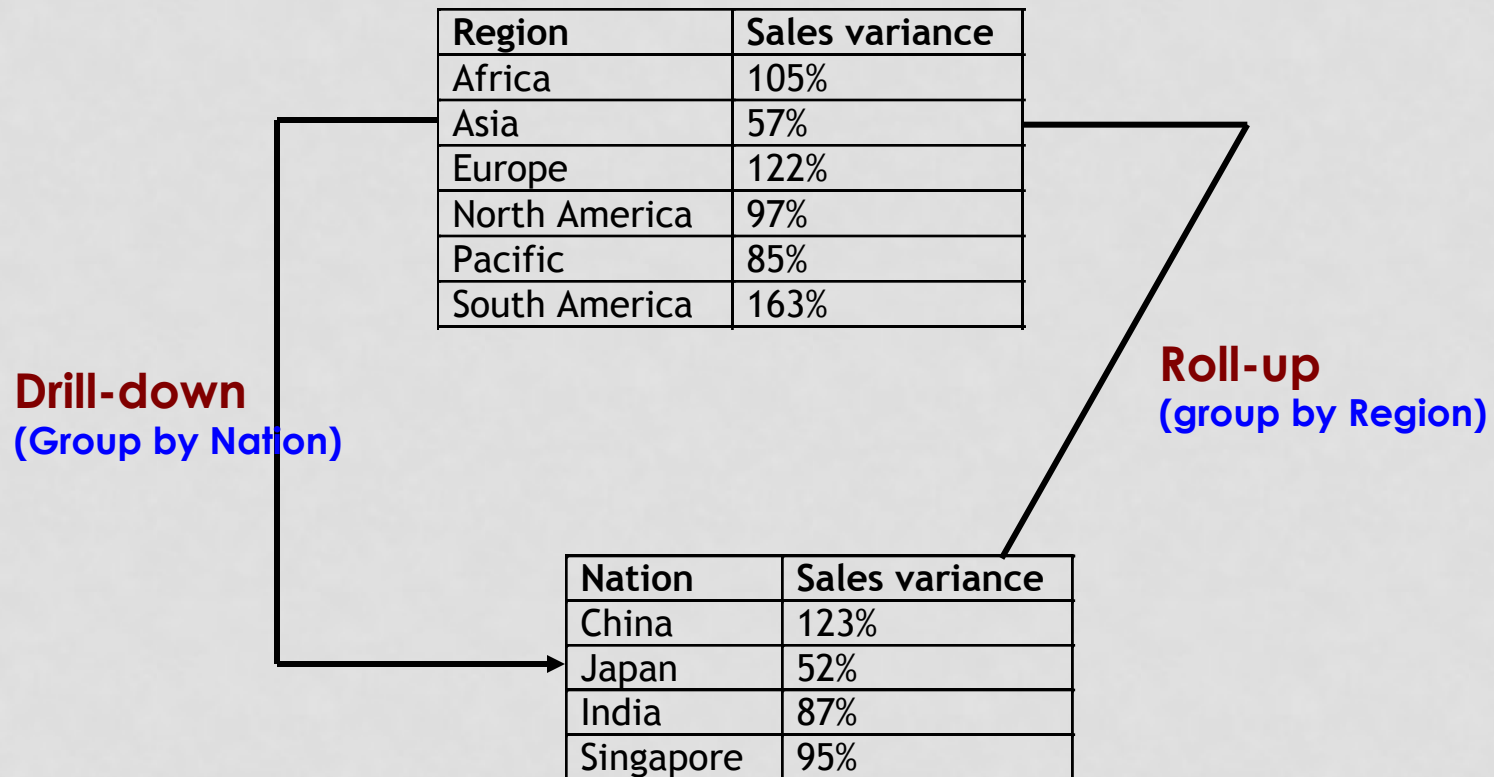 Region Sales variance
Africa 105%
Asia 57%
Europe 122%
North America 97%
Pacific 85%
South America 163%
Drill-down
(Group by Nation)
Roll-up
(group by Region)
Nation Sales variance
China 123%
Japan 52%
India 87%
Singapore 95%